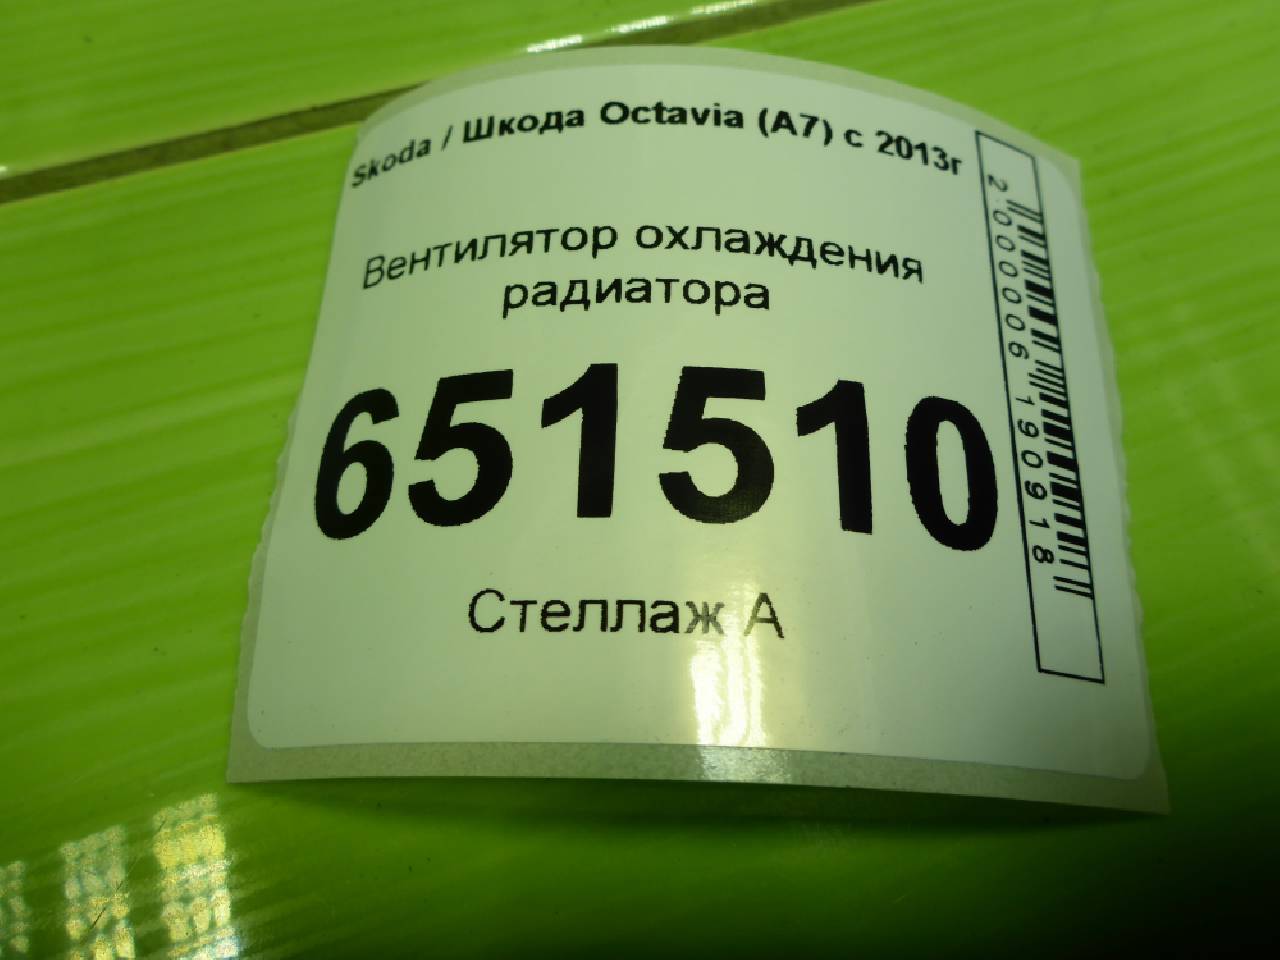 Skoda / Шкода Octavia (A7) с 2013г
Вентилятор охлаждения
радиатора
651510
Стеллаж А
2000006190918